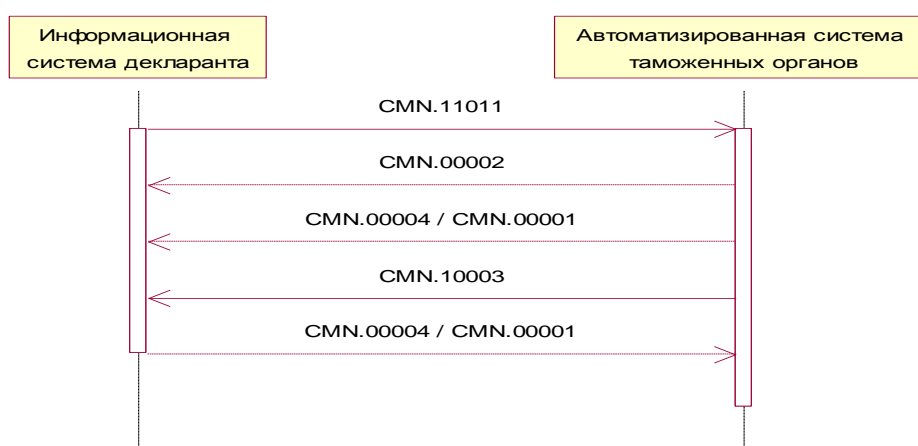 Информационная
система декларанта
Автоматизированная система
таможенных органов
CMN.11011
CMN.00002
CMN.00004 / CMN.00001
CMN.10003
CMN.00004 / CMN.00001